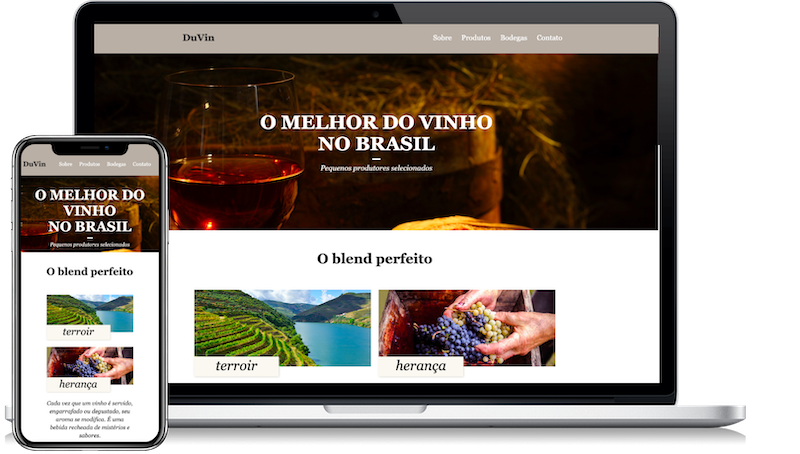 DuVin
Sobre Produtos Bodegas Contato
O MELHOR DO VINHO
NO BRASIL
Pequenos produtores selecionados
O blend perfeito
terroir
herança
DuVin
Sobre Produtos Bodegas Contato
O MELHOR DO
VINHO
NO BRASIL
Pequenos produtores selecionados
O blend perfeito
terroir
herança
Cada vez que um vinho é servido,
engarrafado ou degustado, seu
aroma se modifica. É uma
bebida recheada de mistérios e
sabores.